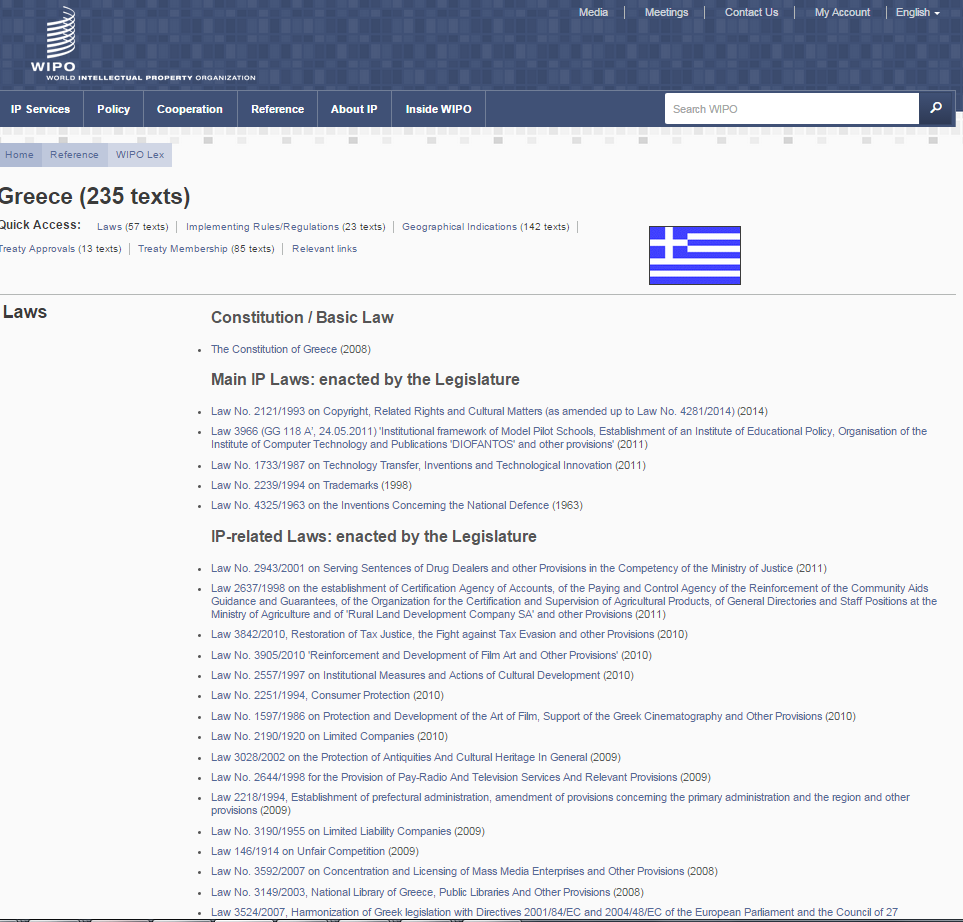 Media
Meetings
Contact Us
My Account
English
WIPO
WORLD INTELLECTUAL PROPERTY ORGANIZATION
IP Services
Policy
Cooperation
Reference
About IP
Inside WIPO
Search WIPO
Home
Reference
WIPO Lex
Greece (235 texts)
Quick Access: Laws (57 texts) Implementing Rules/Regulations (23 texts) Geographical Indications (142 texts)
Treaty Approvals (13 texts) Treaty Membership (85 texts) Relevant links
Laws
Constitution / Basic Law
The Constitution of Greece (2008)
Main IP Laws: enacted by the Legislature
Law No. 2121/1993 on Copyright, Related Rights and Cultural Matters (as amended up to Law No. 4281/2014) (2014)
Law 3966 (GG 118 A', 24.05.2011) 'Institutional framework of Model Pilot Schools, Establishment of an Institute of Educational Policy, Organisation of the
Institute of Computer Technology and Publications 'DIOFANTOS' and other provisions' (2011)
Law No. 1733/1987 on Technology Transfer, Inventions and Technological Innovation (2011)
Law No. 2239/1994 on Trademarks (1998)
Law No. 4325/1963 on the Inventions Concerning the National Defence (1963)
IP-related Laws: enacted by the Legislature
Law No. 2943/2001 on Serving Sentences of Drug Dealers and other Provisions in the Competency of the Ministry of Justice (2011)
Law 2637/1998 on the establishment of Certification Agency of Accounts, of the Paying and Control Agency of the Reinforcement of the Community Aids
Guidance and Guarantees, of the Organization for the Certification and Supervision of Agricultural Products, of General Directories and Staff Positions at the
Ministry of Agriculture and of 'Rural Land Development Company SA' and other Provisions (2011)
Law 3842/2010, Restoration of Tax Justice, the Fight against Tax Evasion and other Provisions (2010)
Law No. 3905/2010 'Reinforcement and Development of Film Art and Other Provisions' (2010)
Law No. 2557/1997 on Institutional Measures and Actions of Cultural Development (2010)
Law No. 2251/1994, Consumer Protection (2010)
Law No. 1597/1986 on Protection and Development of the Art of Film, Support of the Greek Cinematography and Other Provisions (2010)
Law No. 2190/1920 on Limited Companies (2010)
Law 3028/2002 on the Protection of Antiquities And Cultural Heritage In General (2009)
Law No. 2644/1998 for the Provision of Pay-Radio And Television Services And Relevant Provisions (2009)
Law 2218/1994, Establishment of prefectural administration, amendment of provisions concerning the primary administration and the region and other
provisions (2009)
Law No. 3190/1955 on Limited Liability Companies (2009)
Law 146/1914 on Unfair Competition (2009)
Law No. 3592/2007 on Concentration and Licensing of Mass Media Enterprises and Other Provisions (2008)
Law No. 3149/2003, National Library of Greece, Public Libraries And Other Provisions (2008)
Law 3524/2007, Harmonization of Greek legislation with Directives 2001/84/EC and 2004/48/EC of the European Parliament and the Council of 27